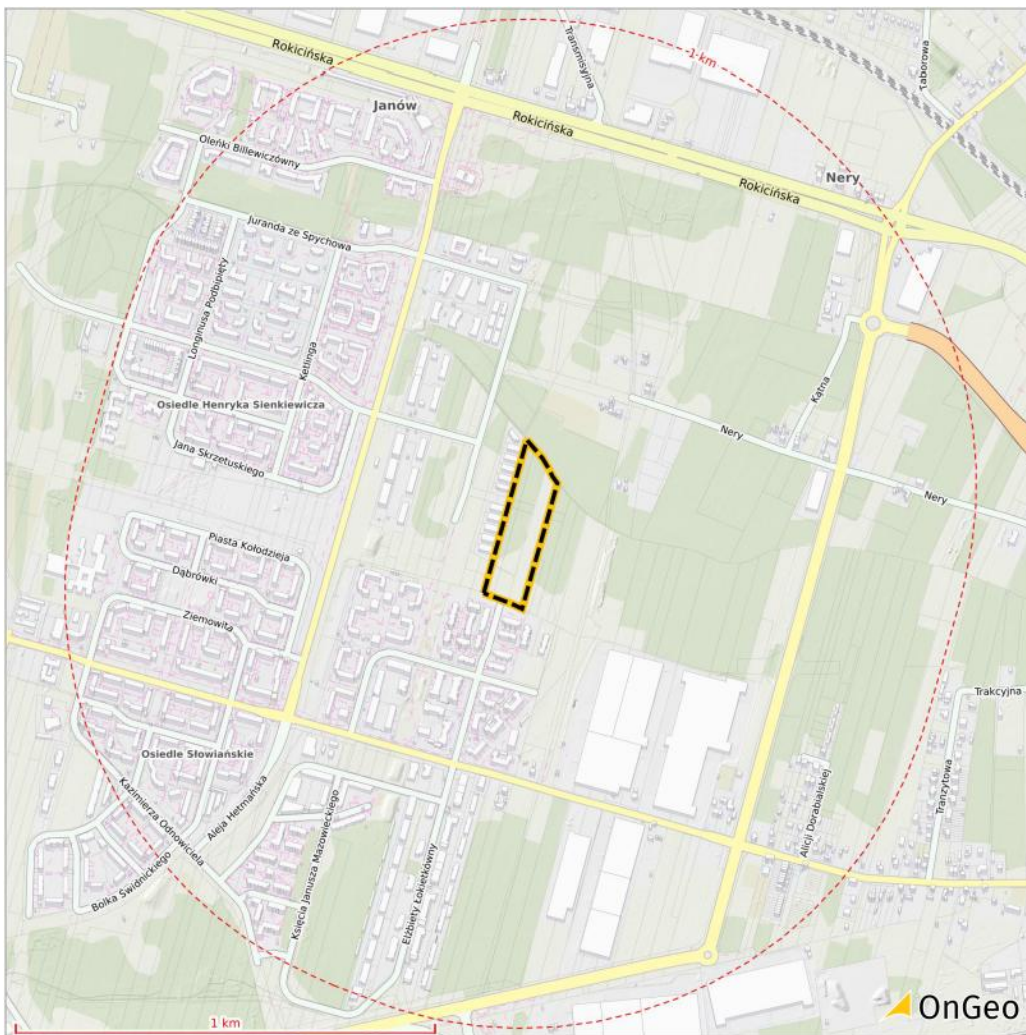 Rokicińska
Transmisyjna
1 km
Taborowa
Janów
Rokicińska
Oleńki Billewiczówny
Nery
Rokicińska
Juranda ze Spychowa
Longinusa Podbipięty
Ketlinga
Kątna
Osiedle Henryka Sienkiewicza
Nery
Jana Skrzetuskiego
Nery
Piasta Kołodzieja
Dąbrówki
Ziemowita
Trakcyjna
Osiedle Słowiańskie
Kazimierza Odnowiciela
Aleja Hetmańska
Księcia Janusza Mazowieckiego
Alicji Dorabialskiej
Tranzytowa
Bolka Świdnickiego
Elżbiety Łokietkówny
1 km
OnGeo